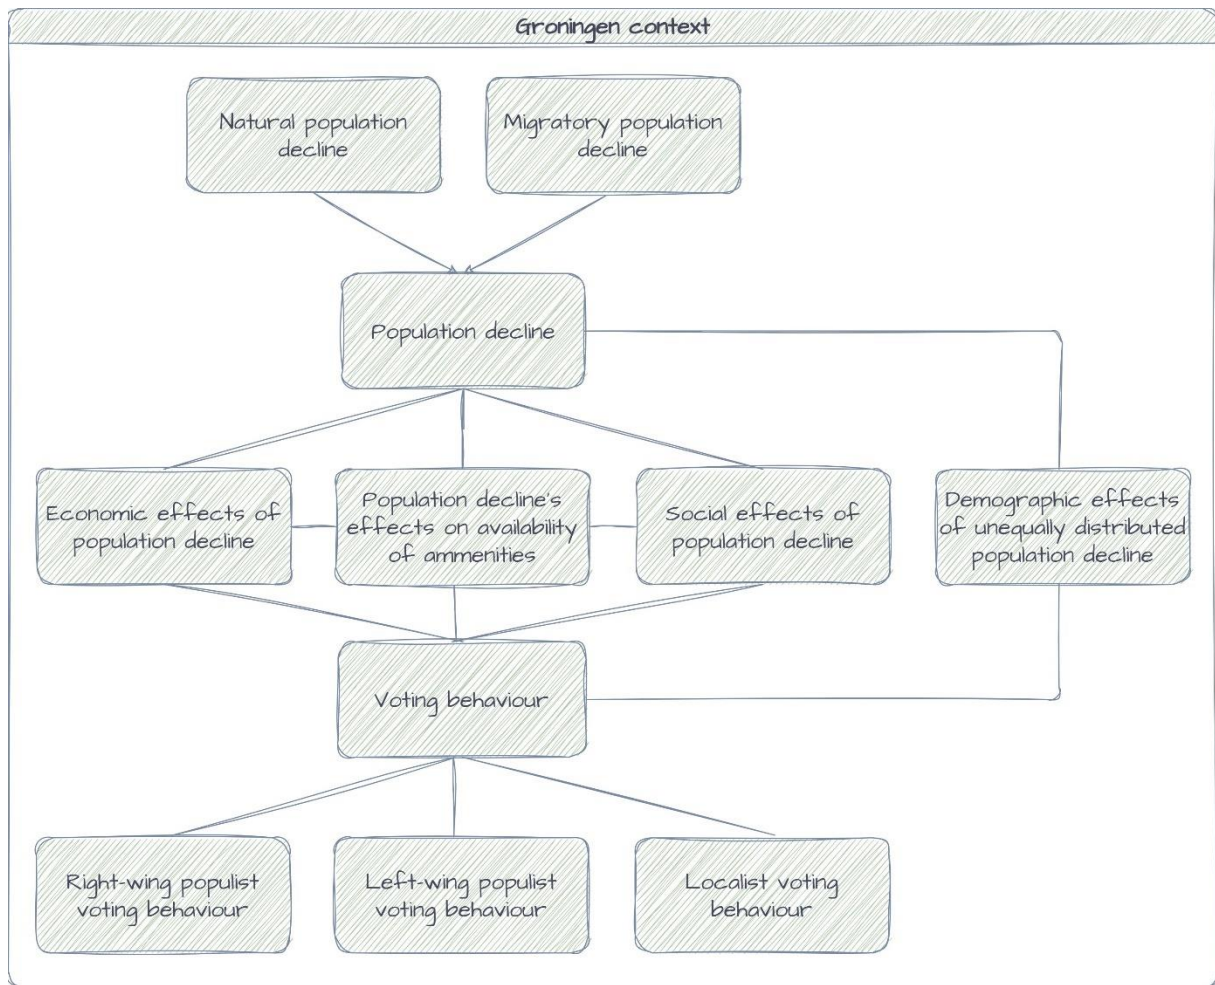 Groningen context
Natural population
decline
Migratory population
decline
Population decline
Economic effects of
population decline
Population decline's
effects on availability
of ammenities
Social effects of
population decline
Demographic effects
of unequally distributed
population decline
Voting behaviour
Right-wing populist
voting behaviour
Left-wing populist
voting behaviour
Localist voting
behaviour